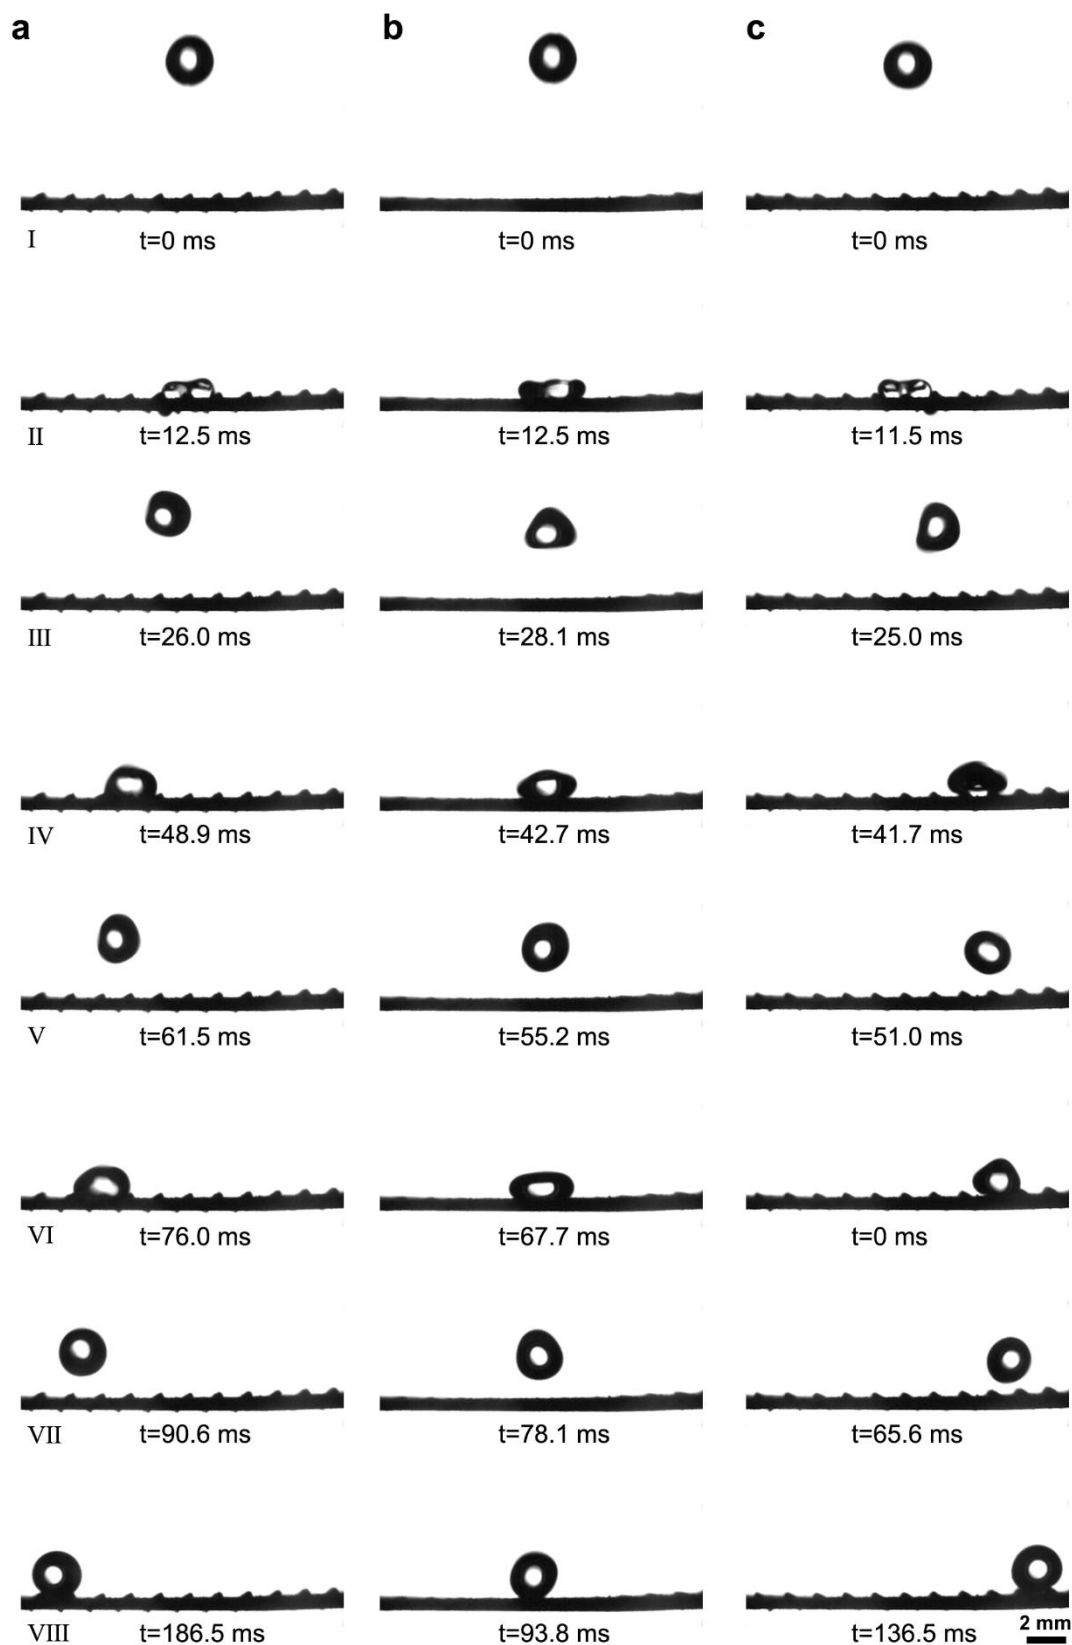 a b c
I t=0 ms t=0 ms t=0 ms
II t=12.5 ms t=12.5 ms t=11.5 ms
III t=26.0 ms t=28.1 ms t=25.0 ms
IV t=48.9 ms t=42.7 ms t=41.7 ms
V t=61.5 ms t=55.2 ms t=51.0 ms
VI t=76.0 ms t=67.7 ms t=0 ms
VII t=90.6 ms t=78.1 ms t=65.6 ms
2 mm
VIII t=186.5 ms t=93.8 ms t=136.5 ms